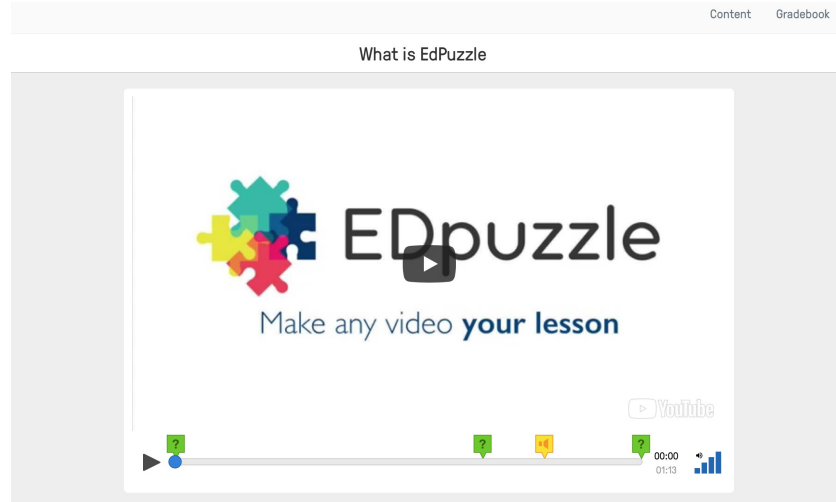 Content Gradebook
What is EdPuzzle
EDpuzzle
Make any video your lesson
YouTube
? ? ?
00:00
01:13